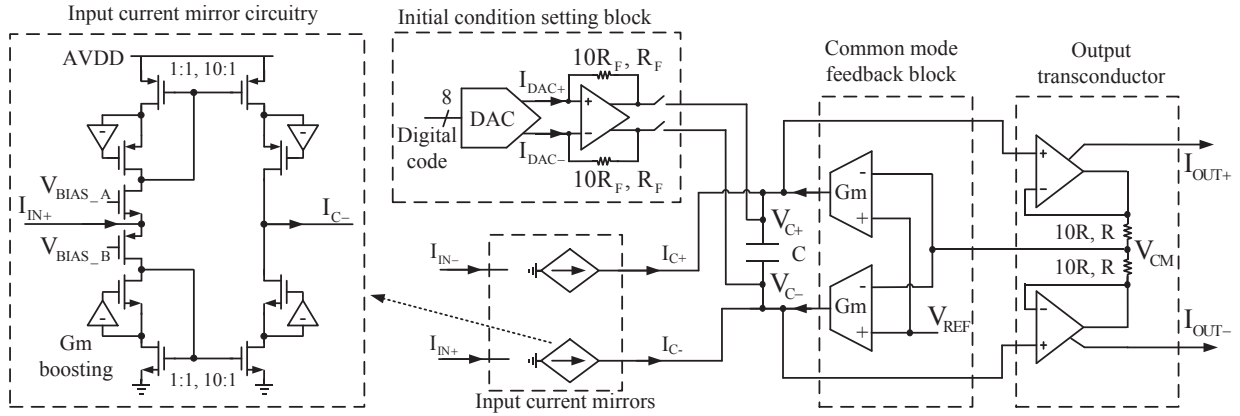 Input current mirror circuitry
AVDD
1:1, 10:1
V_BIAS_A
I_IN+
I_C−
V_BIAS_B
Gm
boosting
1:1, 10:1
Initial condition setting block
10R_F, R_F
I_DAC+
8
DAC
Digital
code
I_DAC−
10R_F, R_F
+
−
I_IN−
I_C+
I_IN+
I_C-
Input current mirrors
V_C+
C
V_C−
Common mode
feedback block
Gm
-
+
Gm
-
+
V_REF
Output
transconductor
+
-
I_OUT+
10R, R
V_CM
10R, R
-
+
I_OUT−
-
-
-
-